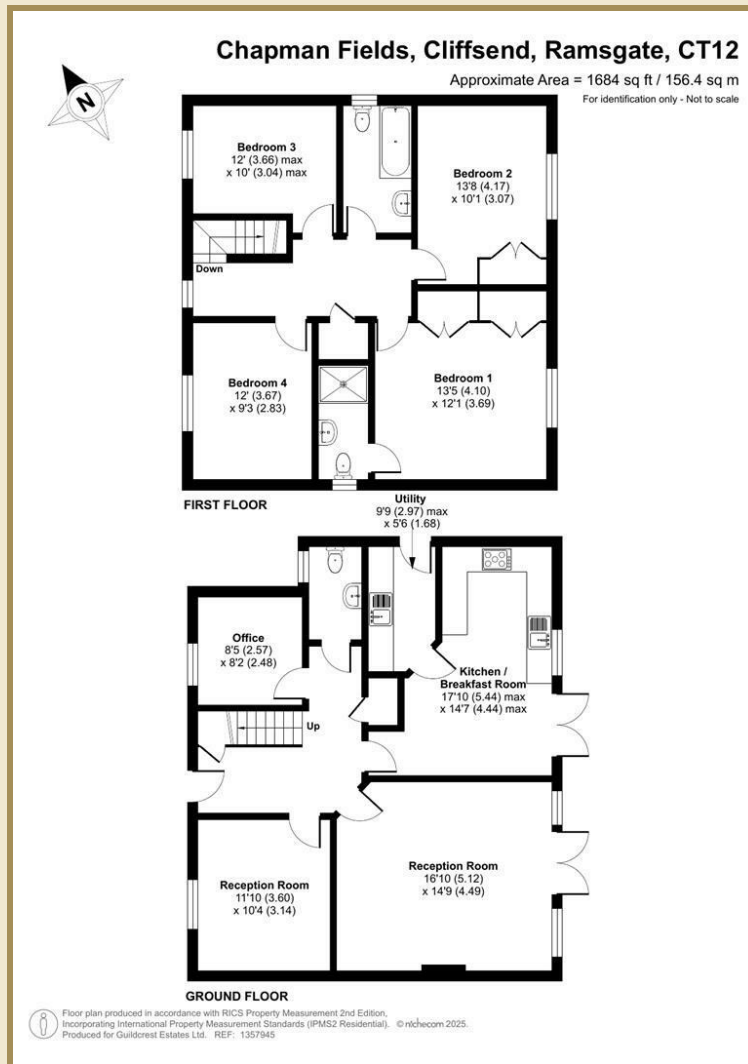 Chapman Fields, Cliffsend, Ramsgate, CT12
Approximate Area = 1684 sq ft / 156.4 sq m
For identification only - Not to scale
N
Bedroom 3
12' (3.66) max
x 10' (3.04) max
Bedroom 2
13'8 (4.17)
x 10'1 (3.07)
Down
Bedroom 4
12' (3.67)
x 9'3 (2.83)
Bedroom 1
13'5 (4.10)
x 12'1 (3.69)
FIRST FLOOR
Utility
9'9 (2.97) max
x 5'6 (1.68)
Office
8'5 (2.57)
x 8'2 (2.48)
Kitchen /
Breakfast Room
17'10 (5.44) max
x 14'7 (4.44) max
Up
Reception Room
11'10 (3.60)
x 10'4 (3.14)
Reception Room
16'10 (5.12)
x 14'9 (4.49)
GROUND FLOOR
Floor plan produced in accordance with RICS Property Measurement 2nd Edition,
Incorporating International Property Measurement Standards (IPMS2 Residential). © nichecom 2025.
Produced for Guildcrest Estates Ltd. REF: 1357945